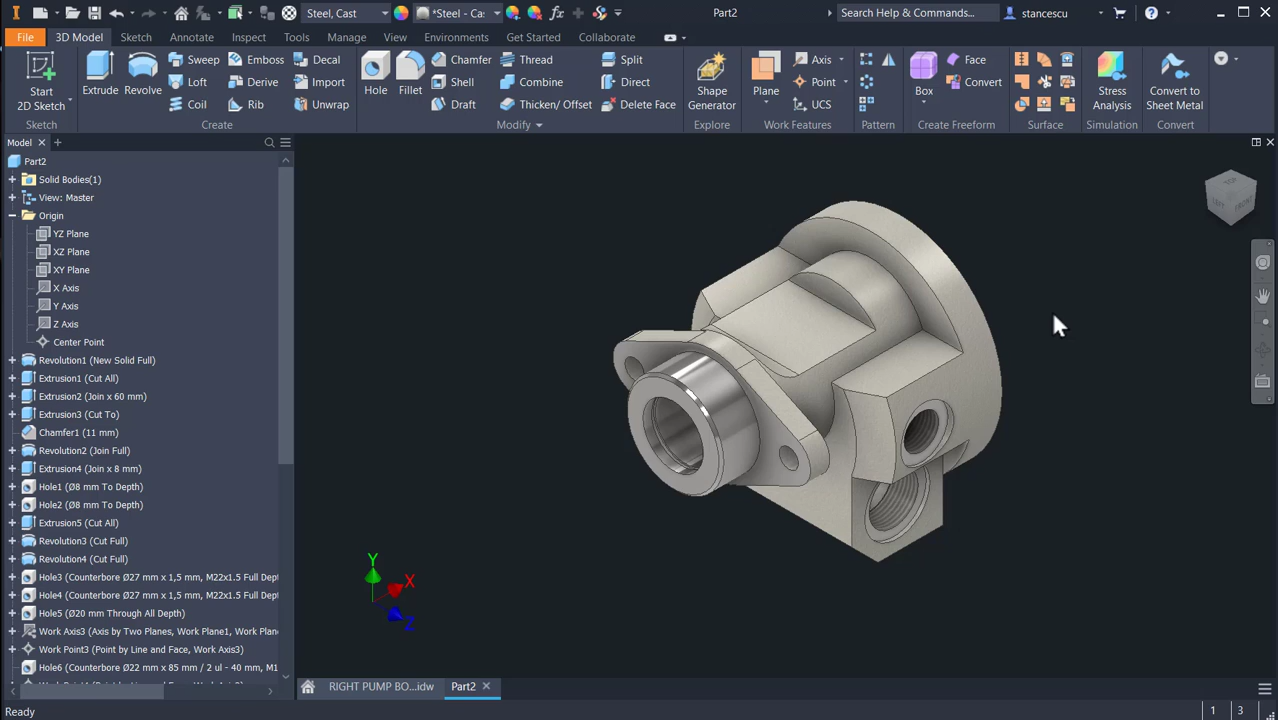 Steel, Cast
*Steel - Ca:
Part2
Search Help & Commands...
stancescu
File
3D Model
Sketch
Annotate
Inspect
Tools
Manage
View
Environments
Get Started
Collaborate
Start
2D Sketch
Extrude
Revolve
Sweep
Loft
Coil
Emboss
Derive
Rib
Decal
Import
Unwrap
Hole
Fillet
Chamfer
Shell
Draft
Thread
Combine
Thicken/ Offset
Split
Direct
Delete Face
Shape
Generator
Plane
Axis
Point
UCS
Box
Face
Convert
Stress
Analysis
Convert to
Sheet Metal
Sketch
Create
Modify
Explore
Work Features
Pattern
Create Freeform
Surface
Simulation
Convert
Model
Part2
Solid Bodies(1)
View: Master
Origin
YZ Plane
XZ Plane
XY Plane
X Axis
Y Axis
Z Axis
Center Point
Revolution1 (New Solid Full)
Extrusion1 (Cut All)
Extrusion2 (Join x 60 mm)
Extrusion3 (Cut To)
Chamfer1 (11 mm)
Revolution2 (Join Full)
Extrusion4 (Join x 8 mm)
Hole1 (Ø8 mm To Depth)
Hole2 (Ø8 mm To Depth)
Extrusion5 (Cut All)
Revolution3 (Cut Full)
Revolution4 (Cut Full)
Hole3 (Counterbore Ø27 mm x 1,5 mm, M22x1.5 Full Dept
Hole4 (Counterbore Ø27 mm x 1,5 mm, M22x1.5 Full Dept
Hole5 (Ø20 mm Through All Depth)
Work Axis3 (Axis by Two Planes, Work Plane1, Work Plane
Work Point3 (Point by Line and Face, Work Axis3)
Hole6 (Counterbore Ø22 mm x 85 mm / 2 ul - 40 mm, M1
TOP
LEFT
FRONT
Y
X
Z
RIGHT PUMP BO...idw
Part2
Ready
1
3